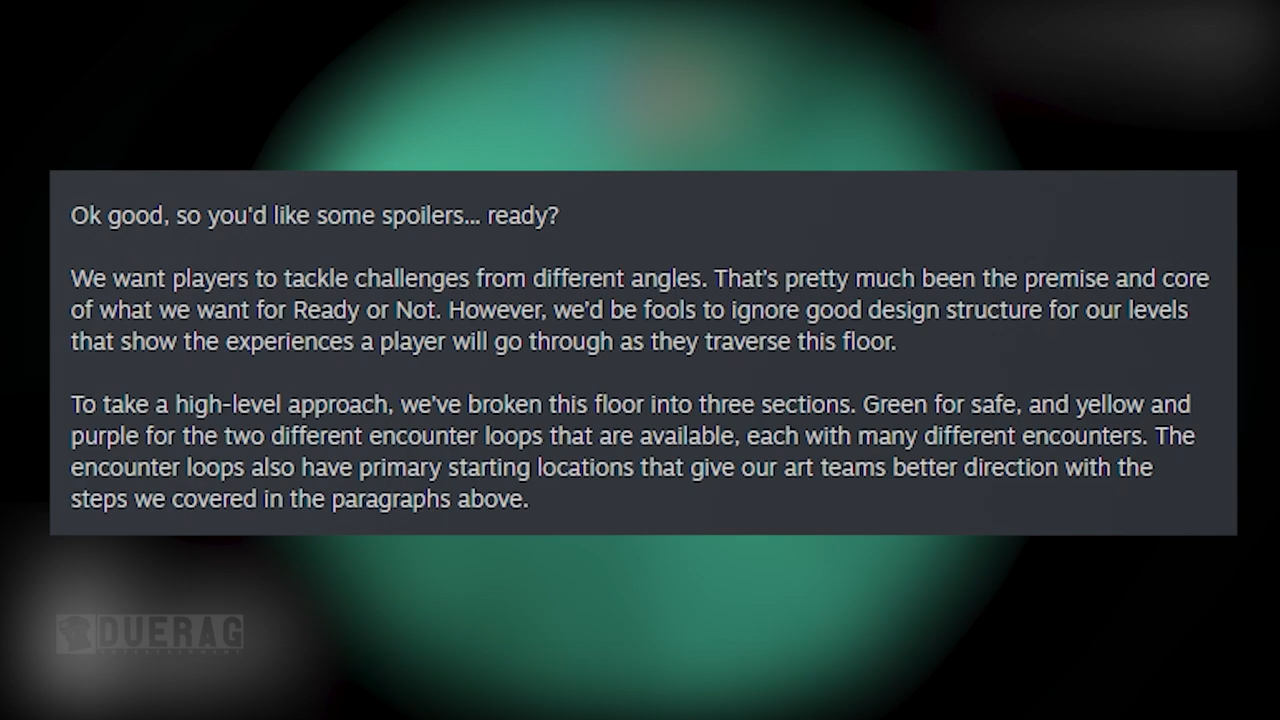 Ok good, so you'd like some spoilers... ready?
We want players to tackle challenges from different angles. That's pretty much been the premise and core
of what we want for Ready or Not. However, we'd be fools to ignore good design structure for our levels
that show the experiences a player will go through as they traverse this floor.
To take a high-level approach, we've broken this floor into three sections. Green for safe, and yellow and
purple for the two different encounter loops that are available, each with many different encounters. The
encounter loops also have primary starting locations that give our art teams better direction with the
steps we covered in the paragraphs above.
DUERAG
ENTERTAINMENT